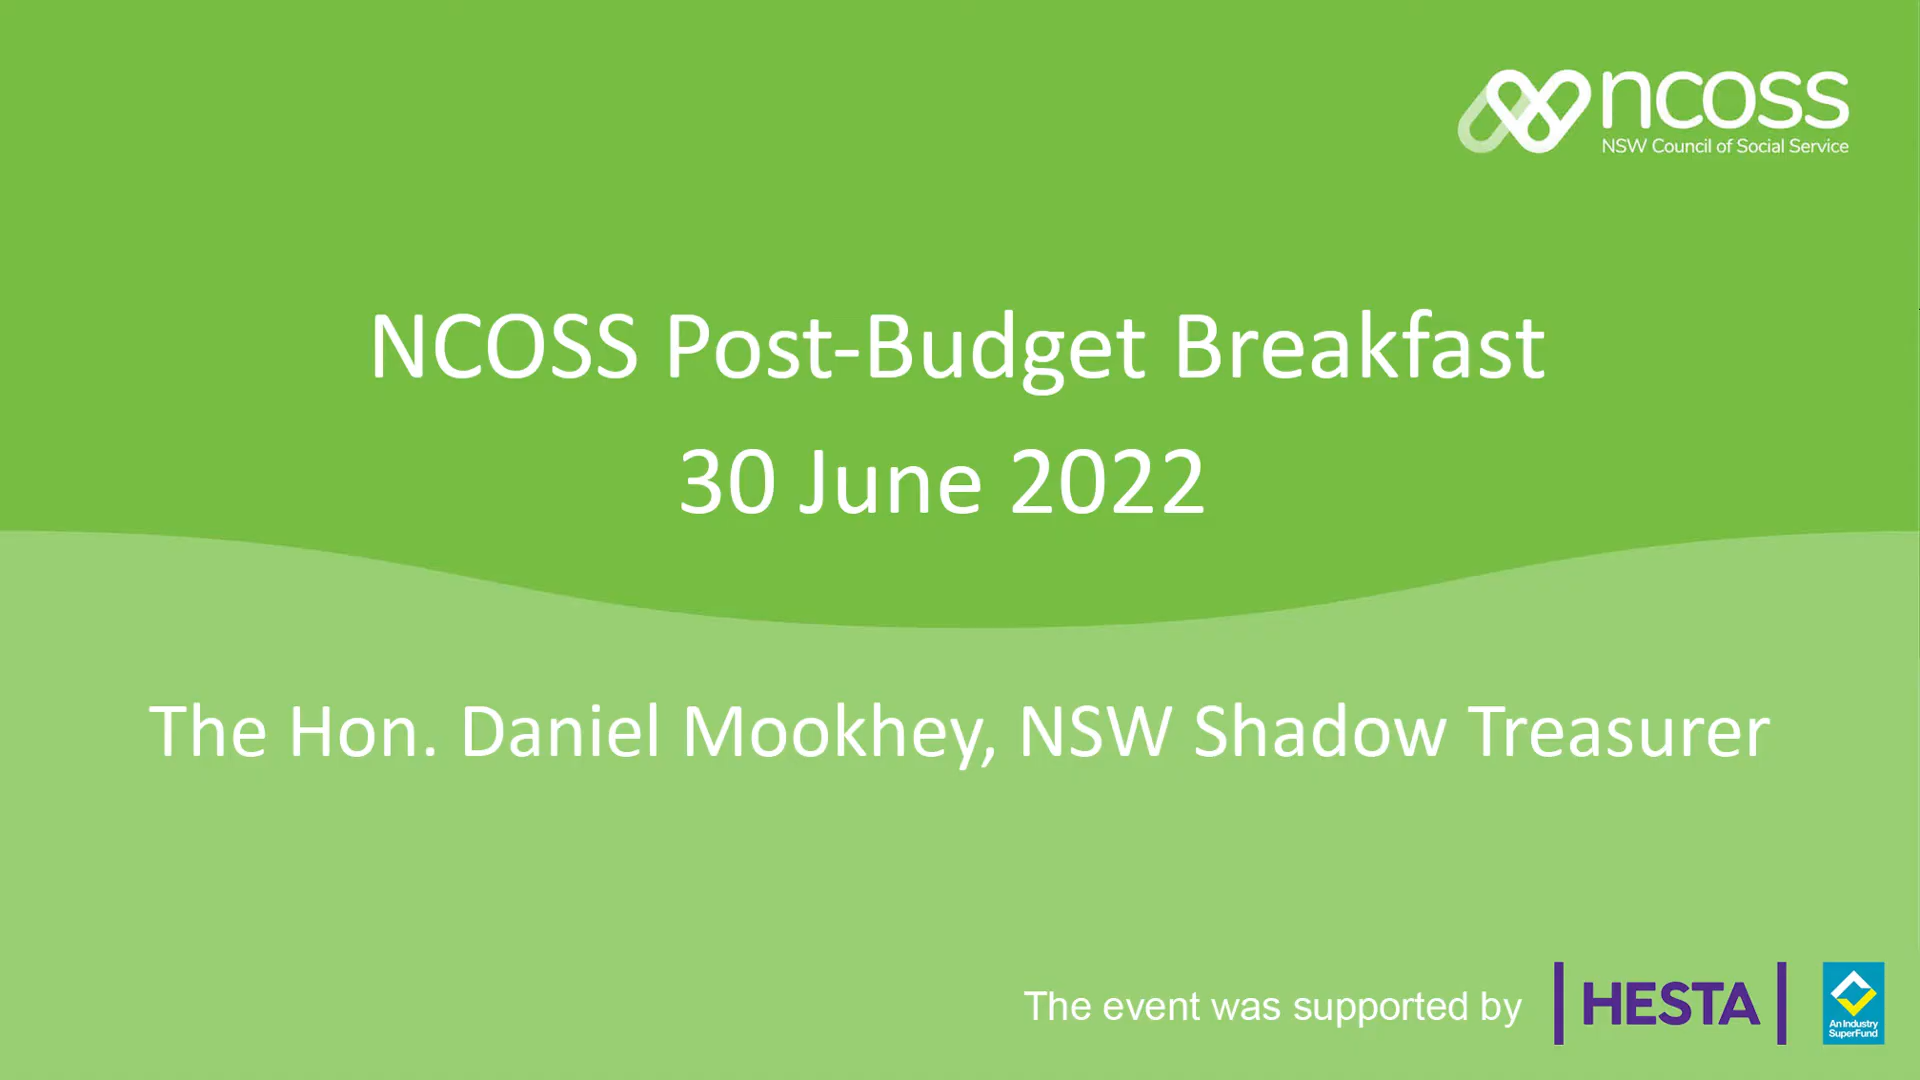 ncoss
NSW Council of Social Service
NCOSS Post-Budget Breakfast
30 June 2022
The Hon. Daniel Mookhey, NSW Shadow Treasurer
The event was supported by
HESTA
An Industry
SuperFund